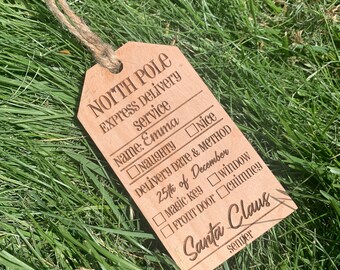 NORTH POLE
EXPRESS DELIVERY
SERVICE
Name: Emma
☐ NAUGHTY ☐ NICE
DELIVERY DATE & METHOD
25th of December
☐ MAGIC KEY ☐ WINDOW
☐ FRONT DOOR ☐ CHIMNEY
Santa Claus